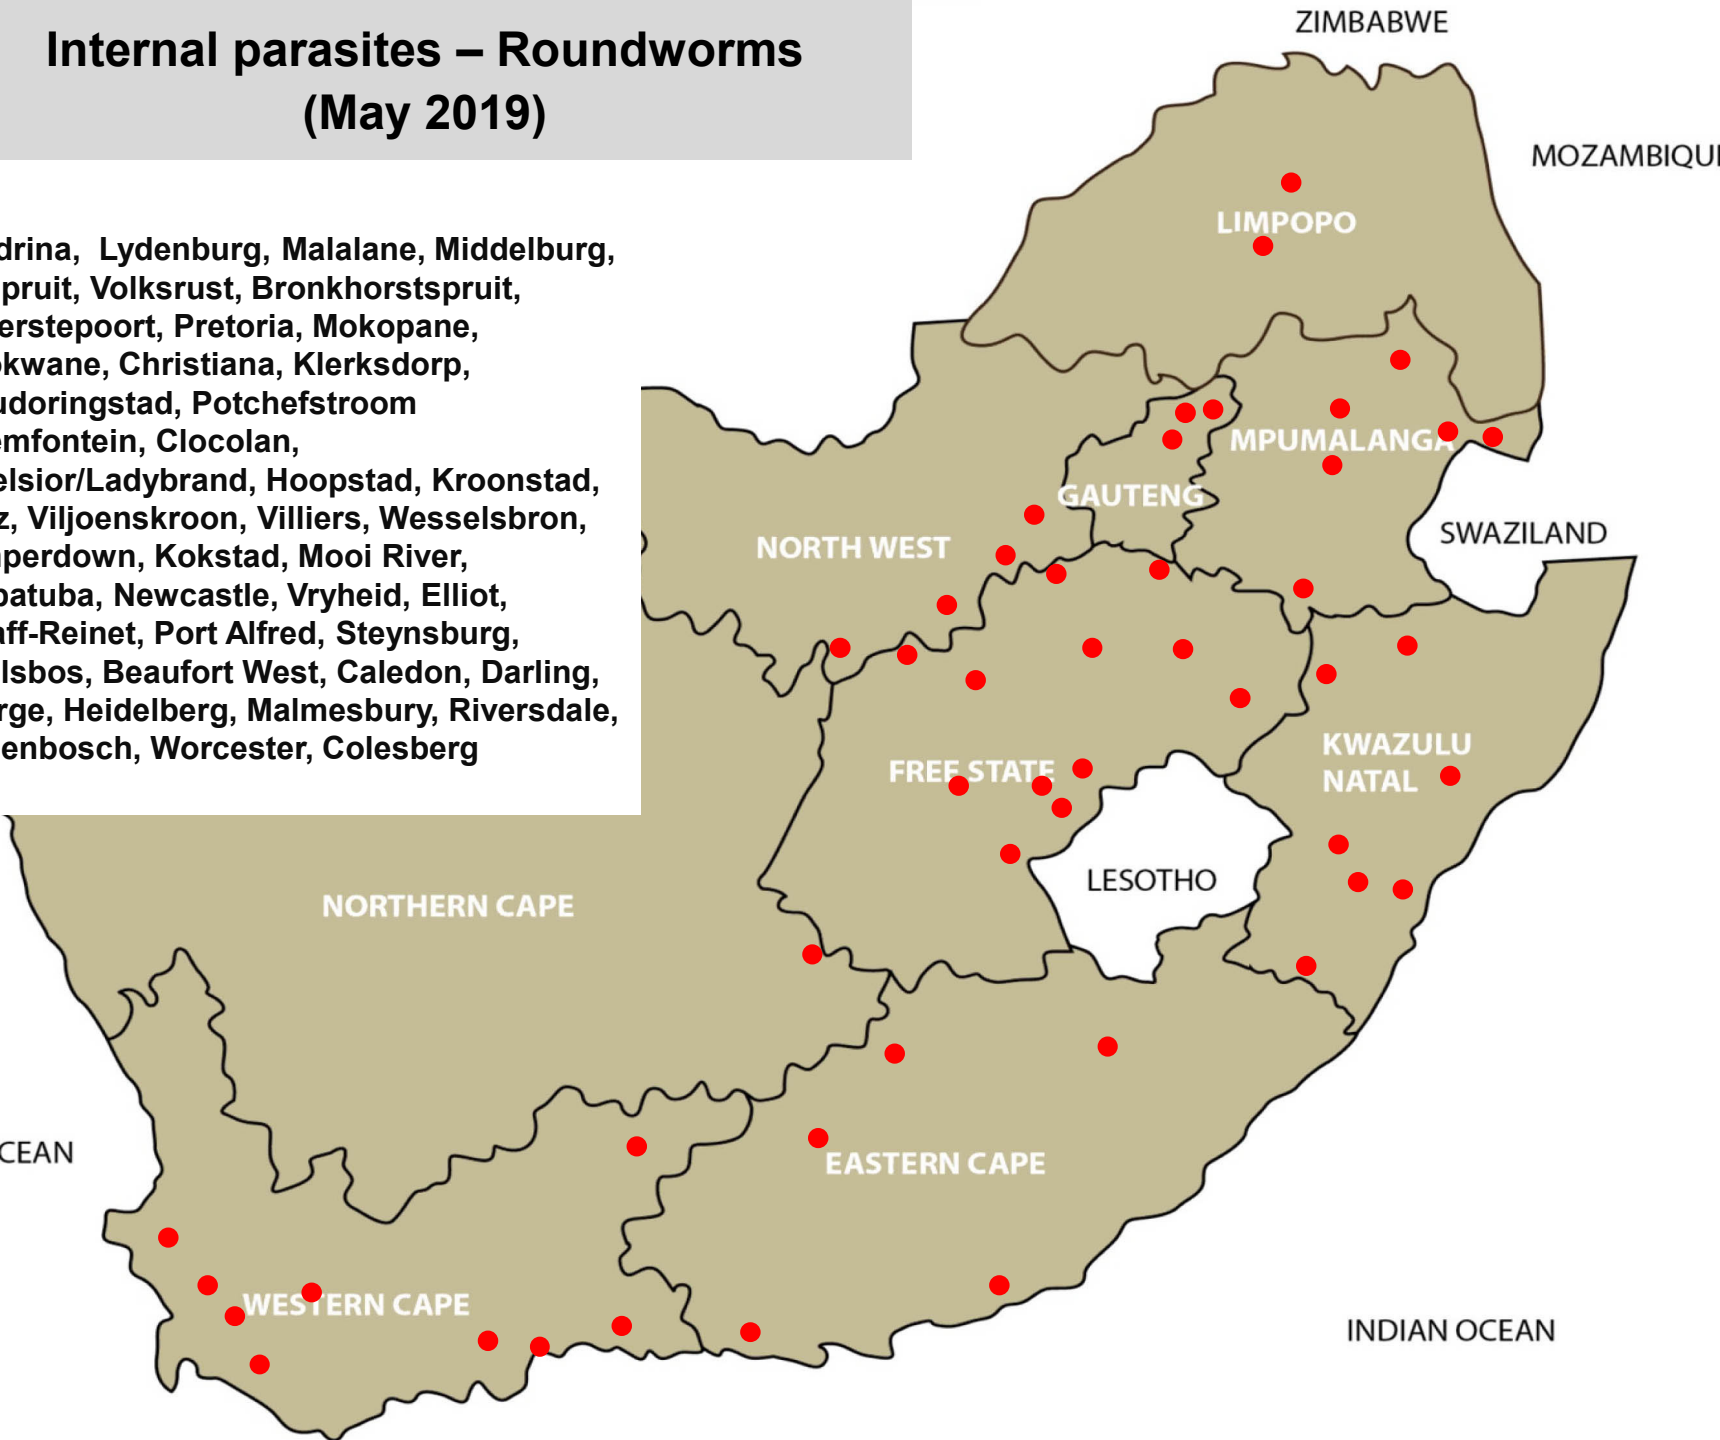 Internal parasites – Roundworms
(May 2019)
drina, Lydenburg, Malalane, Middelburg,
pruit, Volksrust, Bronkhorstspruit,
erstepoort, Pretoria, Mokopane,
okwane, Christiana, Klerksdorp,
udoringstad, Potchefstroom
emfontein, Clocolan,
elsior/Ladybrand, Hoopstad, Kroonstad,
z, Viljoenskroon, Villiers, Wesselsbron,
perdown, Kokstad, Mooi River,
batuba, Newcastle, Vryheid, Elliot,
aff-Reinet, Port Alfred, Steynsburg,
lsbos, Beaufort West, Caledon, Darling,
rge, Heidelberg, Malmesbury, Riversdale,
enbosch, Worcester, Colesberg
ZIMBABWE
MOZAMBIQU
LIMPOPO
MPUMALANGA
GAUTENG
SWAZILAND
NORTH WEST
KWAZULU
NATAL
FREE STATE
LESOTHO
NORTHERN CAPE
CEAN
EASTERN CAPE
WESTERN CAPE
INDIAN OCEAN